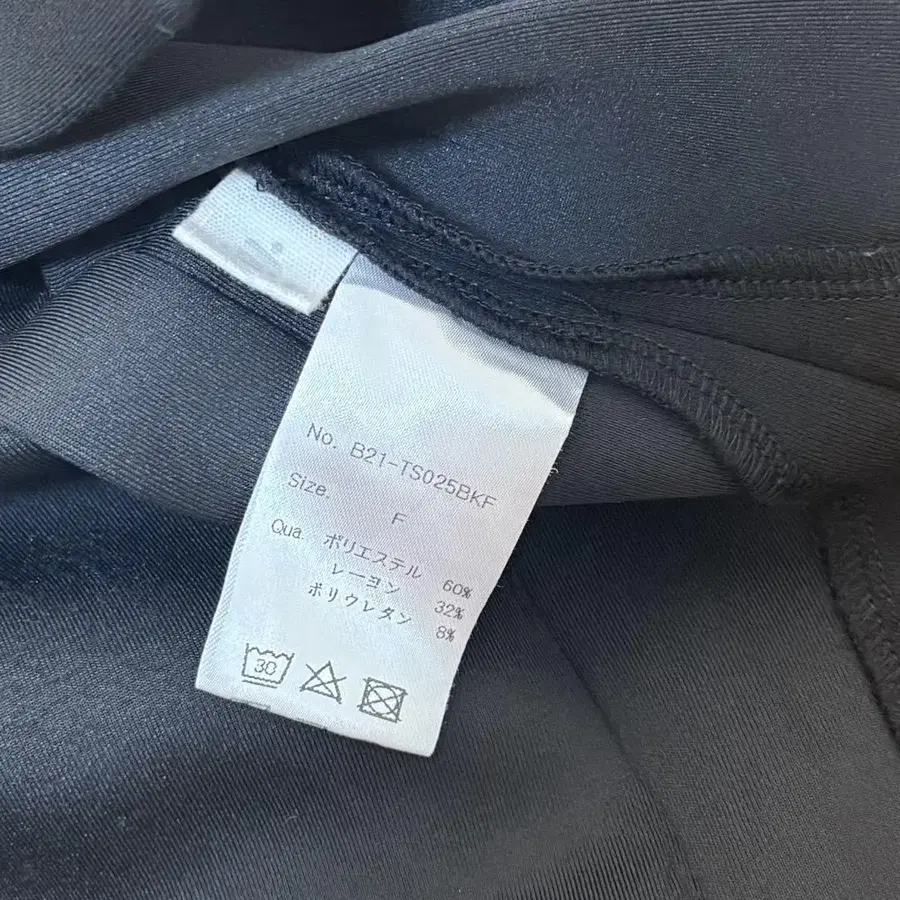 No. B21-TS025BKF
Size. F
Qua. ポリエステル 60%
レーヨン 32%
ポリウレタン 8%
30